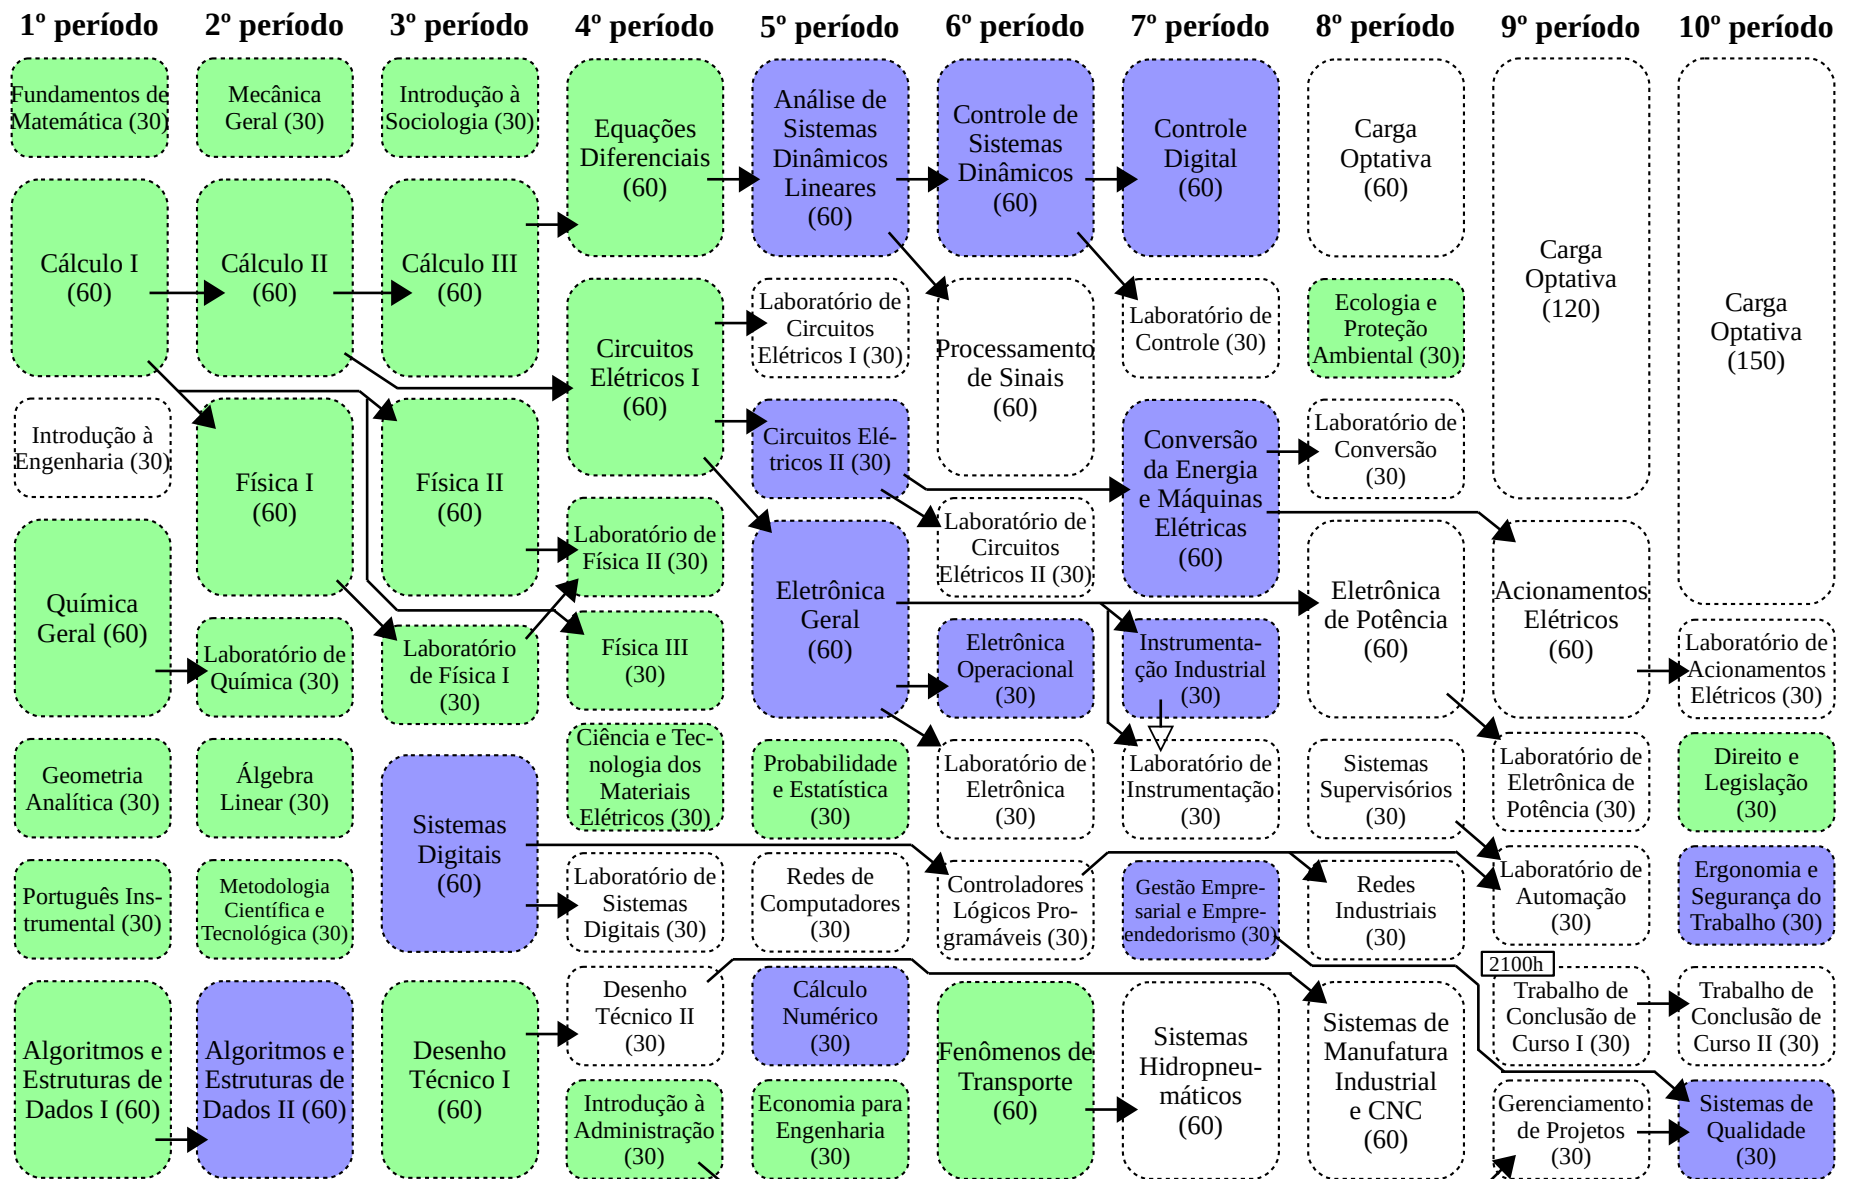 1º período
2º período
3º período
4º período
5º período
6º período
7º período
8º período
9º período
10º período
Fundamentos de
Matemática (30)
Cálculo I
(60)
Introdução à
Engenharia (30)
Química
Geral (60)
Geometria
Analítica (30)
Português Ins-
trumental (30)
Algoritmos e
Estruturas de
Dados I (60)
Mecânica
Geral (30)
Cálculo II
(60)
Física I
(60)
Laboratório de
Química (30)
Álgebra
Linear (30)
Metodologia
Científica e
Tecnológica (30)
Algoritmos e
Estruturas de
Dados II (60)
Introdução à
Sociologia (30)
Cálculo III
(60)
Física II
(60)
Laboratório
de Física I
(30)
Sistemas
Digitais
(60)
Desenho
Técnico I
(60)
Equações
Diferenciais
(60)
Circuitos
Elétricos I
(60)
Laboratório de
Física II (30)
Física III
(30)
Ciência e Tec-
nologia dos
Materiais
Elétricos (30)
Laboratório de
Sistemas
Digitais (30)
Desenho
Técnico II
(30)
Introdução à
Administração
(30)
Análise de
Sistemas
Dinâmicos
Lineares
(60)
Laboratório de
Circuitos
Elétricos I (30)
Circuitos Elé-
tricos II (30)
Eletrônica
Geral
(60)
Probabilidade
e Estatística
(30)
Redes de
Computadores
(30)
Cálculo
Numérico
(30)
Economia para
Engenharia
(30)
Controle de
Sistemas
Dinâmicos
(60)
Processamento
de Sinais
(60)
Laboratório de
Circuitos
Elétricos II (30)
Eletrônica
Operacional
(30)
Laboratório de
Eletrônica
(30)
Controladores
Lógicos Pro-
gramáveis (30)
Fenômenos de
Transporte
(60)
Controle
Digital
(60)
Laboratório de
Controle (30)
Conversão
da Energia
e Máquinas
Elétricas
(60)
Instrumenta-
ção Industrial
(30)
Laboratório de
Instrumentação
(30)
Gestão Empre-
sarial e Empre-
endedorismo (30)
Sistemas
Hidropneu-
máticos
(60)
Carga
Optativa
(60)
Ecologia e
Proteção
Ambiental (30)
Laboratório de
Conversão
(30)
Eletrônica
de Potência
(60)
Sistemas
Supervisórios
(30)
Redes
Industriais
(30)
Sistemas de
Manufatura
Industrial
e CNC
(60)
Carga
Optativa
(120)
Acionamentos
Elétricos
(60)
Laboratório de
Eletrônica de
Potência (30)
Laboratório de
Automação
(30)
2100h
Trabalho de
Conclusão de
Curso I (30)
Gerenciamento
de Projetos
(30)
Carga
Optativa
(150)
Laboratório de
Acionamentos
Elétricos (30)
Direito e
Legislação
(30)
Ergonomia e
Segurança do
Trabalho (30)
Trabalho de
Conclusão de
Curso II (30)
Sistemas de
Qualidade
(30)